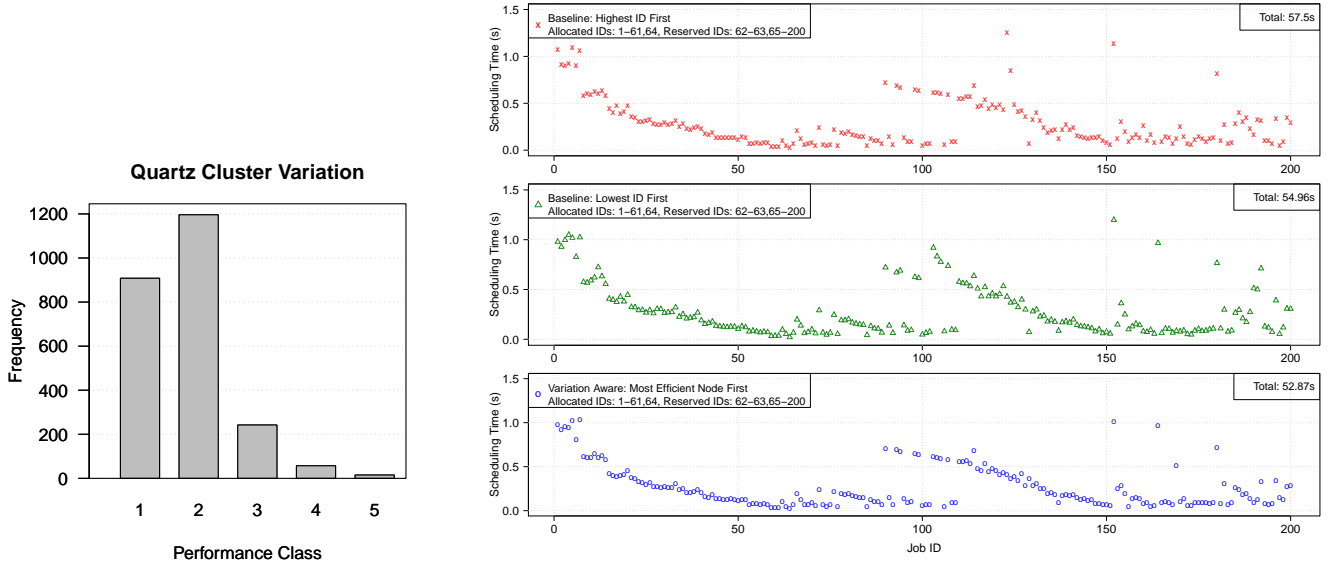 Quartz Cluster Variation
Frequency
1200
1000
800
600
400
200
0
1 2 3 4 5
Performance Class
Scheduling Time (s)
1.5
1.0
0.5
0.0
Baseline: Highest ID First
Allocated IDs: 1−61,64, Reserved IDs: 62−63,65−200
Total: 57.5s
0 50 100 150 200
Scheduling Time (s)
1.5
1.0
0.5
0.0
Baseline: Lowest ID First
Allocated IDs: 1−61,64, Reserved IDs: 62−63,65−200
Total: 54.96s
0 50 100 150 200
Scheduling Time (s)
1.5
1.0
0.5
0.0
Variation Aware: Most Efficient Node First
Allocated IDs: 1−61,64, Reserved IDs: 62−63,65−200
Total: 52.87s
0 50 100 150 200
Job ID